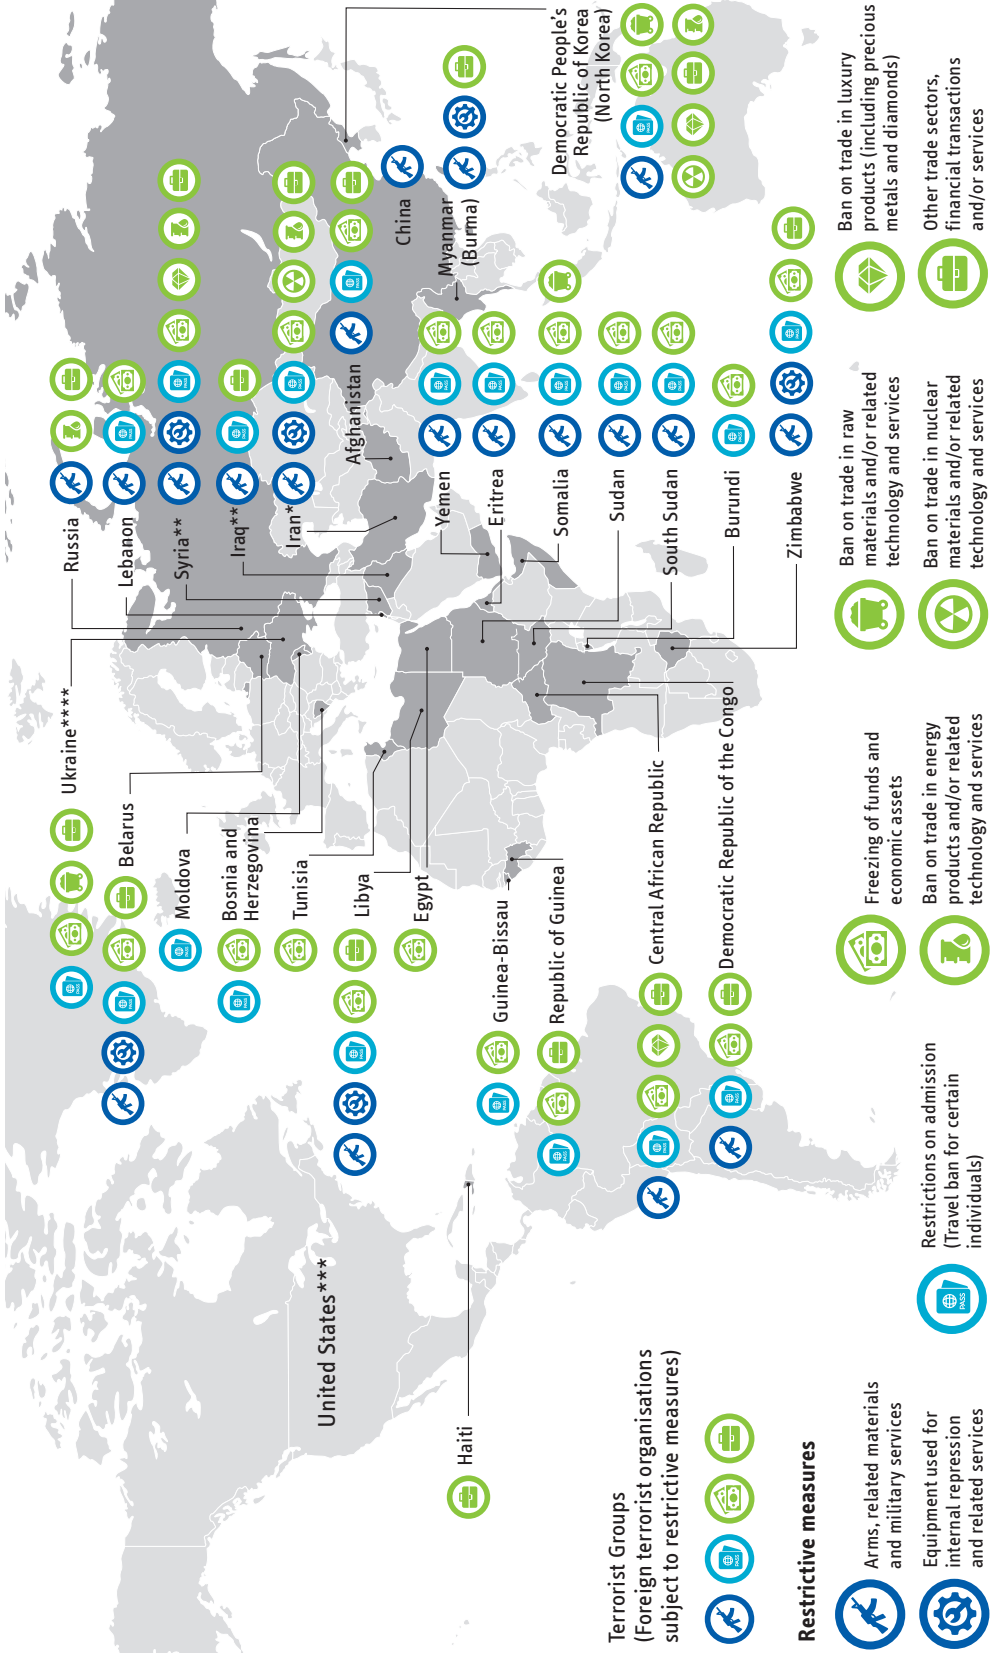 Ukraine****
Belarus
Moldova
Bosnia and
Herzegovina
Tunisia
Libya
Egypt
Guinea-Bissau
Republic of Guinea
Central African Republic
Democratic Republic of the Congo
United States***
Haiti
Russia
Lebanon
Syria**
Iraq**
Iran*
Afghanistan
Yemen
Eritrea
Somalia
Sudan
South Sudan
Burundi
Zimbabwe
China
Myanmar
(Burma)
Democratic People's
Republic of Korea
(North Korea)
Terrorist Groups
(Foreign terrorist organisations
subject to restrictive measures)
Restrictive measures
Arms, related materials
and military services
Equipment used for
internal repression
and related services
PASS
Restrictions on admission
(Travel ban for certain
individuals)
Freezing of funds and
economic assets
Ban on trade in energy
products and/or related
technology and services
Ban on trade in raw
materials and/or related
technology and services
Ban on trade in nuclear
materials and/or related
technology and services
Ban on trade in luxury
products (including precious
metals and diamonds)
Other trade sectors,
financial transactions
and/or services